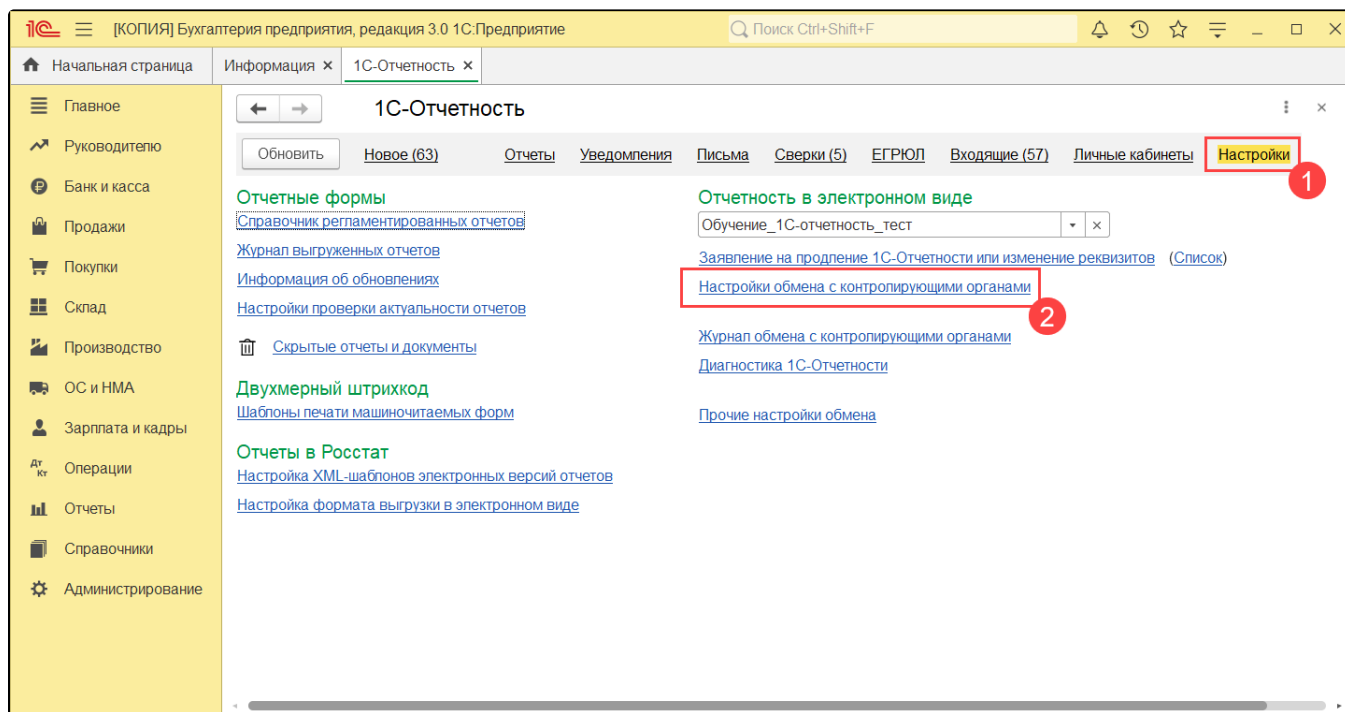 1С [КОПИЯ] Бухгалтерия предприятия, редакция 3.0 1С:Предприятие Поиск Ctrl+Shift+F
Начальная страница Информация × 1С-Отчетность ×
Главное
Руководителю
Банк и касса
Продажи
Покупки
Склад
Производство
ОС и НМА
Зарплата и кадры
Дт Кт Операции
Отчеты
Справочники
Администрирование
1С-Отчетность
Обновить Новое (63) Отчеты Уведомления Письма Сверки (5) ЕГРЮЛ Входящие (57) Личные кабинеты Настройки
1
Отчетные формы
Справочник регламентированных отчетов
Журнал выгруженных отчетов
Информация об обновлениях
Настройки проверки актуальности отчетов
Скрытые отчеты и документы
Двухмерный штрихкод
Шаблоны печати машиночитаемых форм
Отчеты в Росстат
Настройка XML-шаблонов электронных версий отчетов
Настройка формата выгрузки в электронном виде
Отчетность в электронном виде
Обучение_1С-отчетность_тест
Заявление на продление 1С-Отчетности или изменение реквизитов (Список)
Настройки обмена с контролирующими органами
2
Журнал обмена с контролирующими органами
Диагностика 1С-Отчетности
Прочие настройки обмена